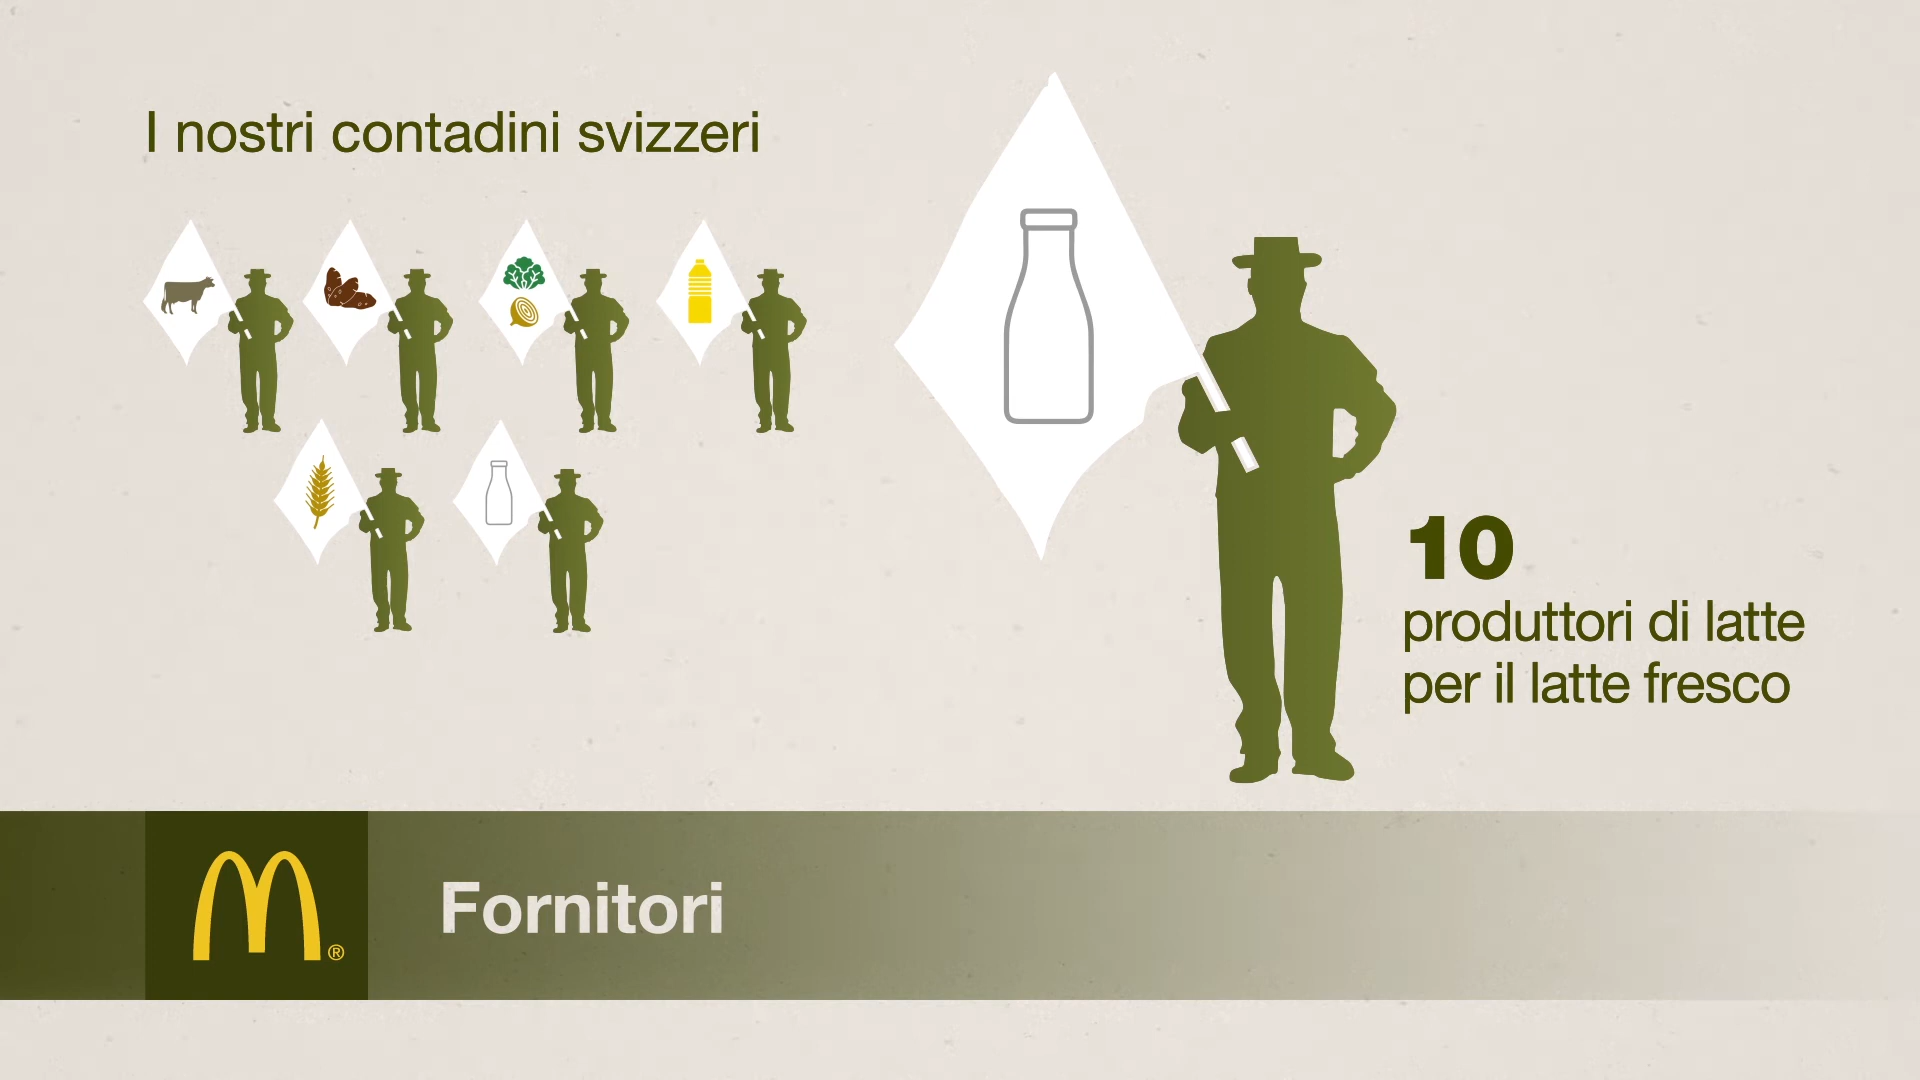 I nostri contadini svizzeri
10
produttori di latte
per il latte fresco
Fornitori
®